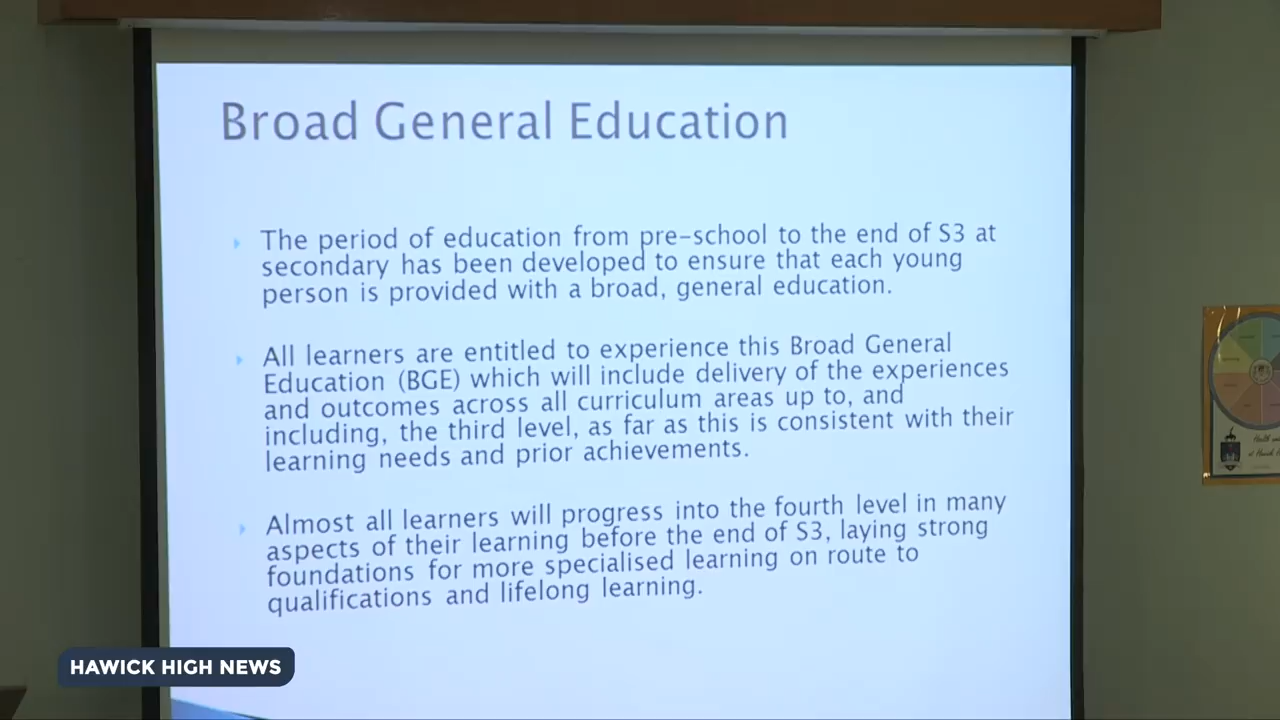 Broad General Education
The period of education from pre-school to the end of S3 at
secondary has been developed to ensure that each young
person is provided with a broad, general education.
All learners are entitled to experience this Broad General
Education (BGE) which will include delivery of the experiences
and outcomes across all curriculum areas up to, and
including, the third level, as far as this is consistent with their
learning needs and prior achievements.
Almost all learners will progress into the fourth level in many
aspects of their learning before the end of S3, laying strong
foundations for more specialised learning on route to
qualifications and lifelong learning.
Health
at Hawick
HAWICK HIGH NEWS